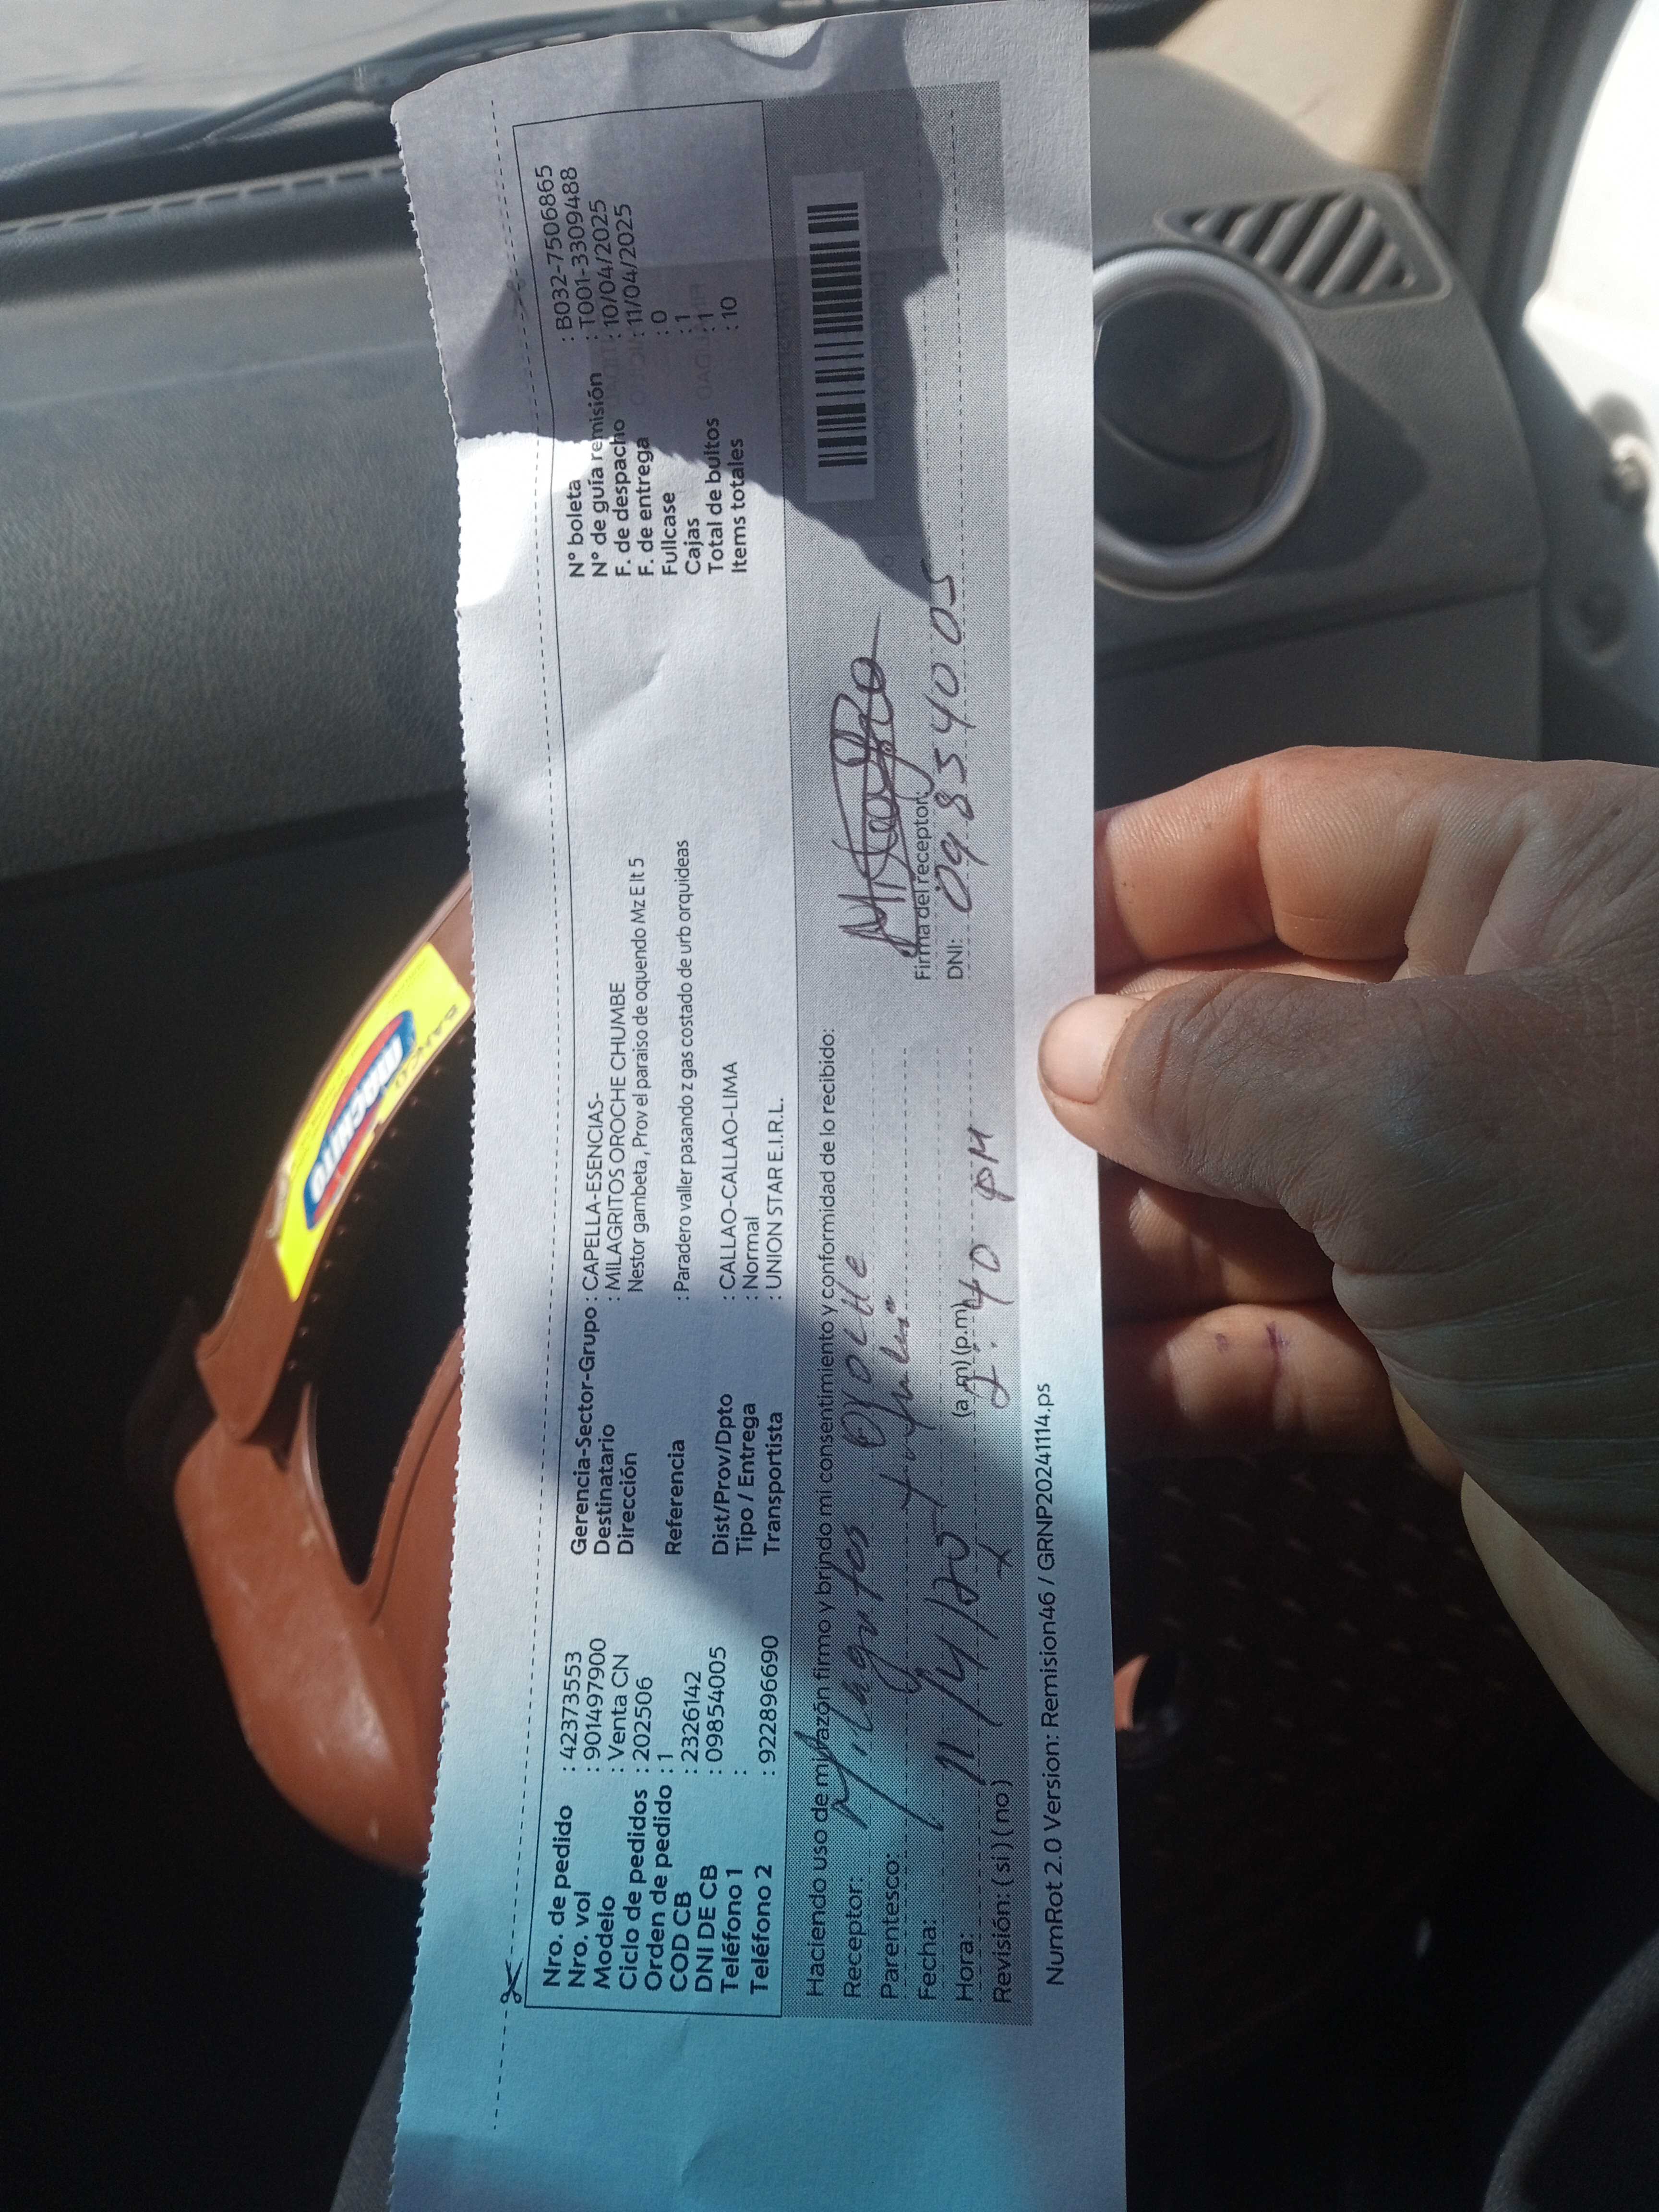 Nro. de pedido : 42373553
Nro. vol : 901497900
Modelo : Venta CN
Ciclo de pedidos : 202506
Orden de pedido : 1
COD CB : 2326142
DNI DE CB : 09854005
Teléfono 1 :
Teléfono 2 : 922896690
Gerencia-Sector-Grupo : CAPELLA-ESENCIAS-
Destinatario : MILAGRITOS OROCHE CHUMBE
Dirección Nestor gambeta, Prov el paraiso de oquendo Mz E lt 5
Referencia : Paradero valler pasando z gas costado de urb orquideas
Dist/Prov/Dpto : CALLAO-CALLAO-LIMA
Tipo / Entrega : Normal
Transportista : UNION STAR E.I.R.L.
N° boleta : B032-7506865
N° de guía remisión : T001-3309488
F. de despacho : 10/04/2025
F. de entrega : 11/04/2025
Fullcase : 0
Cajas : 1
Total de bultos : 1
Items totales : 10
Haciendo uso de mi razón firmo y brindo mi consentimiento y conformidad de lo recibido:
Receptor: Milagritos Oroche
Parentesco:
Fecha: 11/4/25
Hora: (a.m) (p.m) 2:40 PM
Revisión: ( si ) ( no )
Firma del receptor:
DNI: 09854005
NumRot 2.0 Version: Remision46 / GRNP20241114.ps
MACHITO